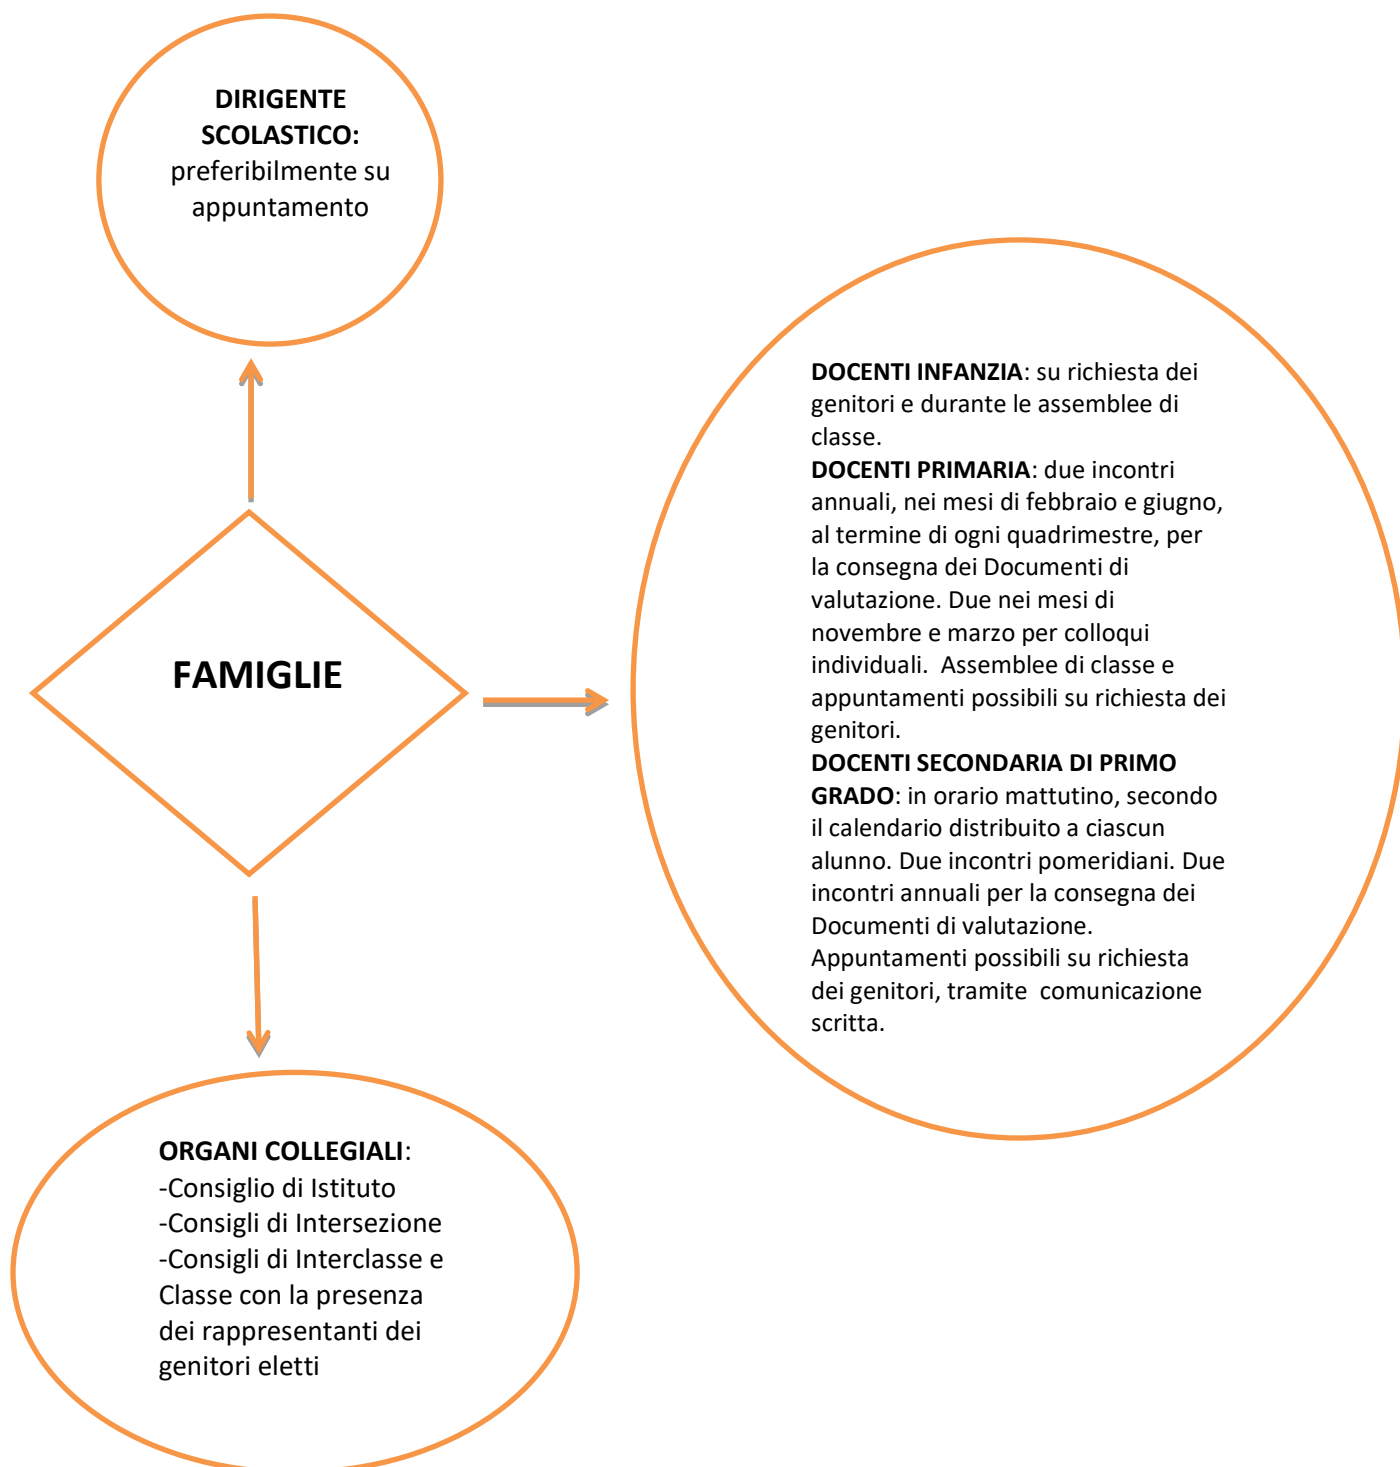 DIRIGENTE
SCOLASTICO:
preferibilmente su
appuntamento
DOCENTI INFANZIA: su richiesta dei
genitori e durante le assemblee di
classe.
DOCENTI PRIMARIA: due incontri
annuali, nei mesi di febbraio e giugno,
al termine di ogni quadrimestre, per
la consegna dei Documenti di
valutazione. Due nei mesi di
novembre e marzo per colloqui
individuali.  Assemblee di classe e
appuntamenti possibili su richiesta dei
genitori.
DOCENTI SECONDARIA DI PRIMO
GRADO: in orario mattutino, secondo
il calendario distribuito a ciascun
alunno. Due incontri pomeridiani. Due
incontri annuali per la consegna dei
Documenti di valutazione.
Appuntamenti possibili su richiesta
dei genitori, tramite  comunicazione
scritta.
FAMIGLIE
ORGANI COLLEGIALI:
-Consiglio di Istituto
-Consigli di Intersezione
-Consigli di Interclasse e
Classe con la presenza
dei rappresentanti dei
genitori eletti